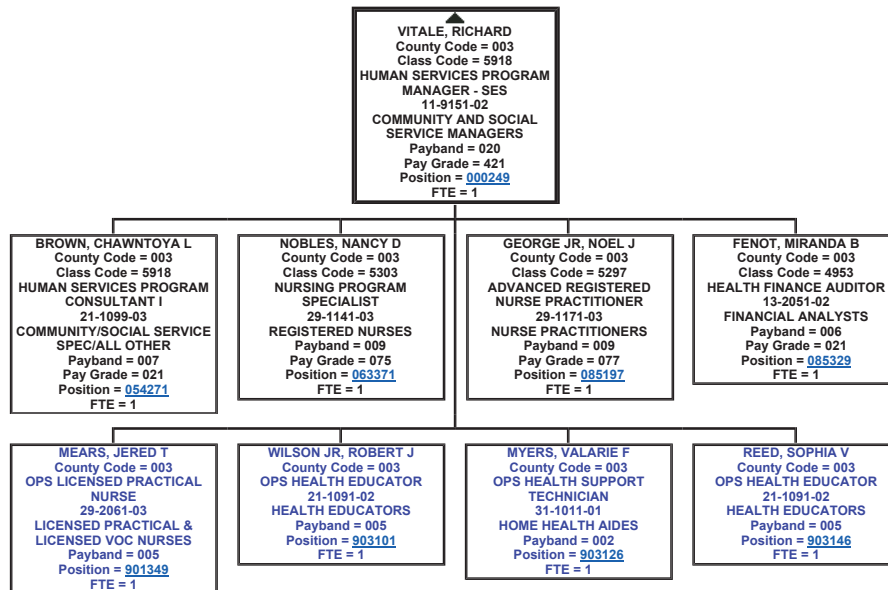 VITALE, RICHARD
County Code = 003
Class Code = 5918
HUMAN SERVICES PROGRAM
MANAGER - SES
11-9151-02
COMMUNITY AND SOCIAL
SERVICE MANAGERS
Payband = 020
Pay Grade = 421
Position = 000249
FTE = 1
BROWN, CHAWNTOYA L
County Code = 003
Class Code = 5918
HUMAN SERVICES PROGRAM
CONSULTANT I
21-1099-03
COMMUNITY/SOCIAL SERVICE
SPEC/ALL OTHER
Payband = 007
Pay Grade = 021
Position = 054271
FTE = 1
NOBLES, NANCY D
County Code = 003
Class Code = 5303
NURSING PROGRAM
SPECIALIST
29-1141-03
REGISTERED NURSES
Payband = 009
Pay Grade = 075
Position = 063371
FTE = 1
GEORGE JR, NOEL J
County Code = 003
Class Code = 5297
ADVANCED REGISTERED
NURSE PRACTITIONER
29-1171-03
NURSE PRACTITIONERS
Payband = 009
Pay Grade = 077
Position = 085197
FTE = 1
FENOT, MIRANDA B
County Code = 003
Class Code = 4953
HEALTH FINANCE AUDITOR
13-2051-02
FINANCIAL ANALYSTS
Payband = 006
Pay Grade = 021
Position = 085329
FTE = 1
MEARS, JERED T
County Code = 003
OPS LICENSED PRACTICAL
NURSE
29-2061-03
LICENSED PRACTICAL &
LICENSED VOC NURSES
Payband = 005
Position = 901349
FTE = 1
WILSON JR, ROBERT J
County Code = 003
OPS HEALTH EDUCATOR
21-1091-02
HEALTH EDUCATORS
Payband = 005
Position = 903101
FTE = 1
MYERS, VALARIE F
County Code = 003
OPS HEALTH SUPPORT
TECHNICIAN
31-1011-01
HOME HEALTH AIDES
Payband = 002
Position = 903126
FTE = 1
REED, SOPHIA V
County Code = 003
OPS HEALTH EDUCATOR
21-1091-02
HEALTH EDUCATORS
Payband = 005
Position = 903146
FTE = 1